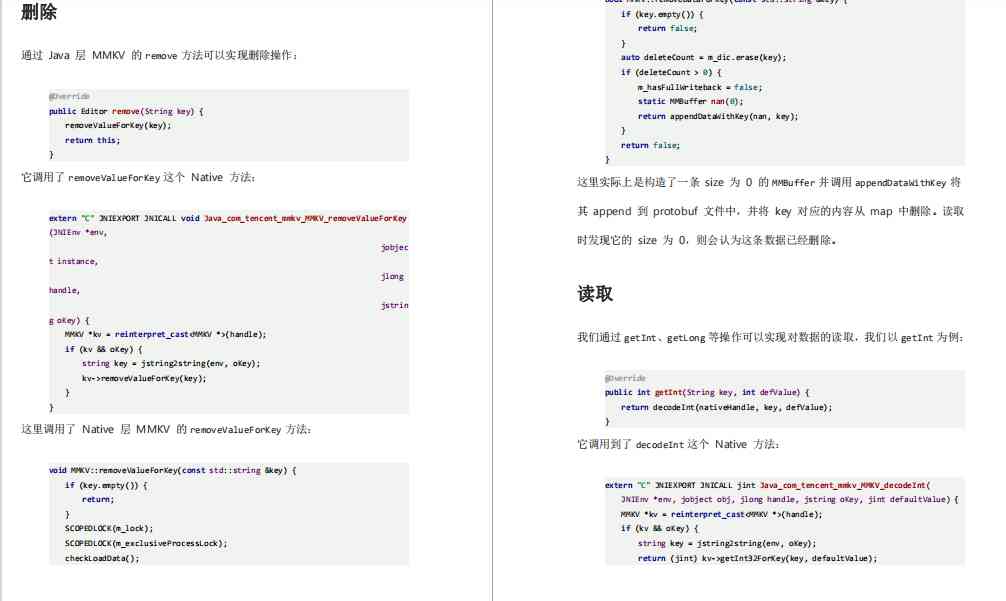 删除
通过 Java 层 MMKV 的 remove 方法可以实现删除操作：
@Override
public Editor remove(String key) {
removeValueForKey(key);
return this;
}
它调用了 removeValueForKey 这个 Native 方法：
extern "C" JNIEXPORT JNICALL void Java_com_tencent_mmkv_MMKV_removeValueForKey
(JNIEnv *env,
jobjec
t instance,
jlong
handle,
jstrin
g oKey) {
MMKV *kv = reinterpret_cast<MMKV *>(handle);
if (kv && oKey) {
string key = jstring2string(env, oKey);
kv->removeValueForKey(key);
}
}
这里调用了 Native 层 MMKV 的 removeValueForKey 方法：
void MMKV::removeValueForKey(const std::string &key) {
if (key.empty()) {
return;
}
SCOPEDLOCK(m_lock);
SCOPEDLOCK(m_exclusiveProcessLock);
checkLoadData();
if (key.empty()) {
return false;
}
auto deleteCount = m_dic.erase(key);
if (deleteCount > 0) {
m_hasFullWriteback = false;
static MMBuffer nan(0);
return appendDataWithKey(nan, key);
}
return false;
}
这里实际上是构造了一条 size 为 0 的 MMBuffer 并调用 appendDataWithKey 将
其 append 到 protobuf 文件中，并将 key 对应的内容从 map 中删除。读取
时发现它的 size 为 0，则会认为这条数据已经删除。
读取
我们通过 getInt、getLong 等操作可以实现对数据的读取，我们以 getInt 为例：
@Override
public int getInt(String key, int defValue) {
return decodeInt(nativeHandle, key, defValue);
}
它调用到了 decodeInt 这个 Native 方法：
extern "C" JNIEXPORT JNICALL jint Java_com_tencent_mmkv_MMKV_decodeInt(
JNIEnv *env, jobject obj, jlong handle, jstring oKey, jint defaultValue) {
MMKV *kv = reinterpret_cast<MMKV *>(handle);
if (kv && oKey) {
string key = jstring2string(env, oKey);
return (jint) kv->getInt32ForKey(key, defaultValue);